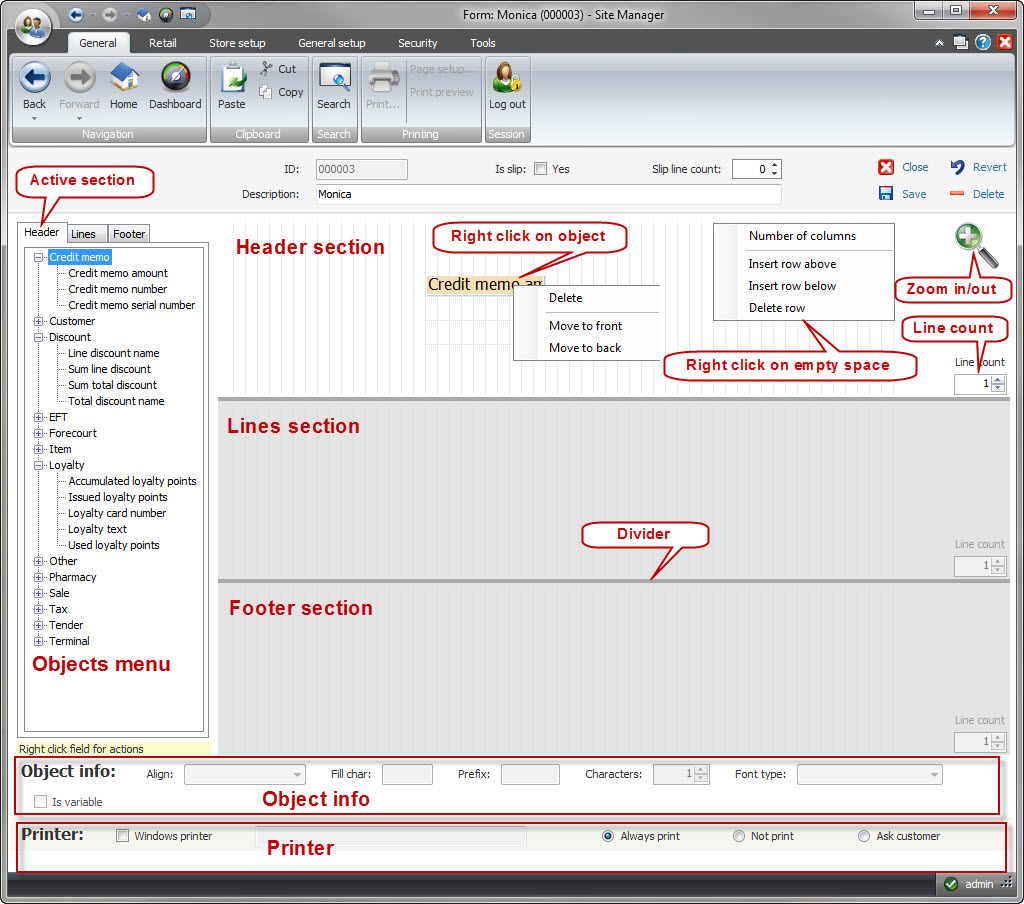 Form: Monica (000003) - Site Manager
General Retail Store setup General setup Security Tools
Back Forward Home Dashboard Paste Cut Copy Search Print... Page setup... Print preview Log out
Navigation Clipboard Search Printing Session
Active section
ID: 000003 Is slip: Yes Slip line count: 0 Close Revert
Description: Monica Save Delete
Header Lines Footer
Credit memo
Credit memo amount
Credit memo number
Credit memo serial number
Customer
Discount
Line discount name
Sum line discount
Sum total discount
Total discount name
EFT
Forecourt
Item
Loyalty
Accumulated loyalty points
Issued loyalty points
Loyalty card number
Loyalty text
Used loyalty points
Other
Pharmacy
Sale
Tax
Tender
Terminal
Objects menu
Right click field for actions
Header section
Right click on object
Credit memo am
Delete
Move to front
Move to back
Number of columns
Insert row above
Insert row below
Delete row
Right click on empty space
Zoom in/out
Line count
Line count
1
Lines section
Divider
Line count
1
Footer section
Line count
1
Object info: Align: Fill char: Prefix: Characters: 1 Font type:
Is variable
Object info
Printer: Windows printer Always print Not print Ask customer
Printer
admin